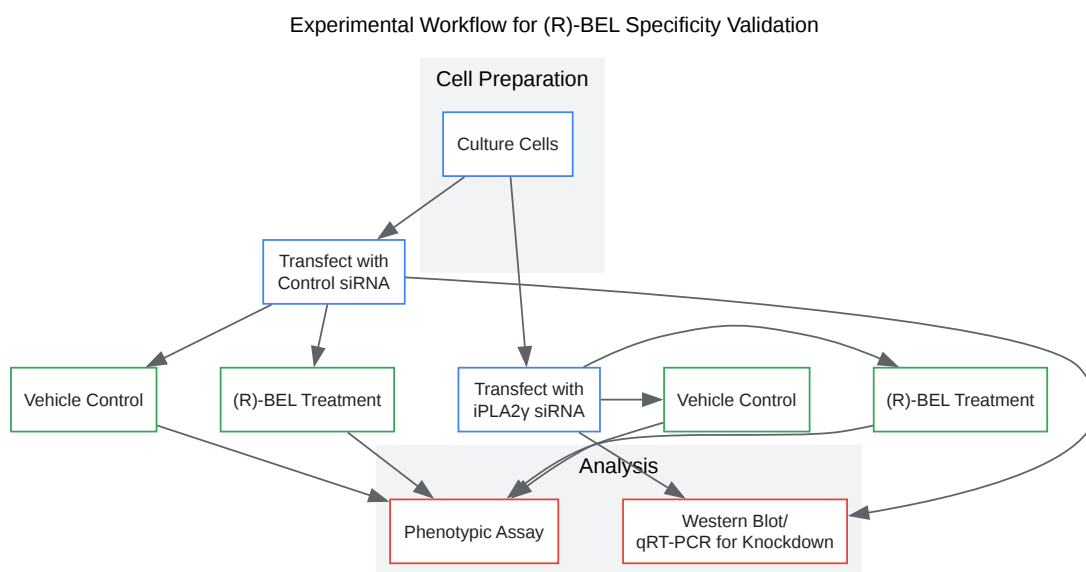 Experimental Workflow for (R)-BEL Specificity Validation
Cell Preparation
Culture Cells
Transfect with
Control siRNA
Vehicle Control
(R)-BEL Treatment
Transfect with
iPLA2γ siRNA
Vehicle Control
(R)-BEL Treatment
Analysis
Phenotypic Assay
Western Blot/
qRT-PCR for Knockdown